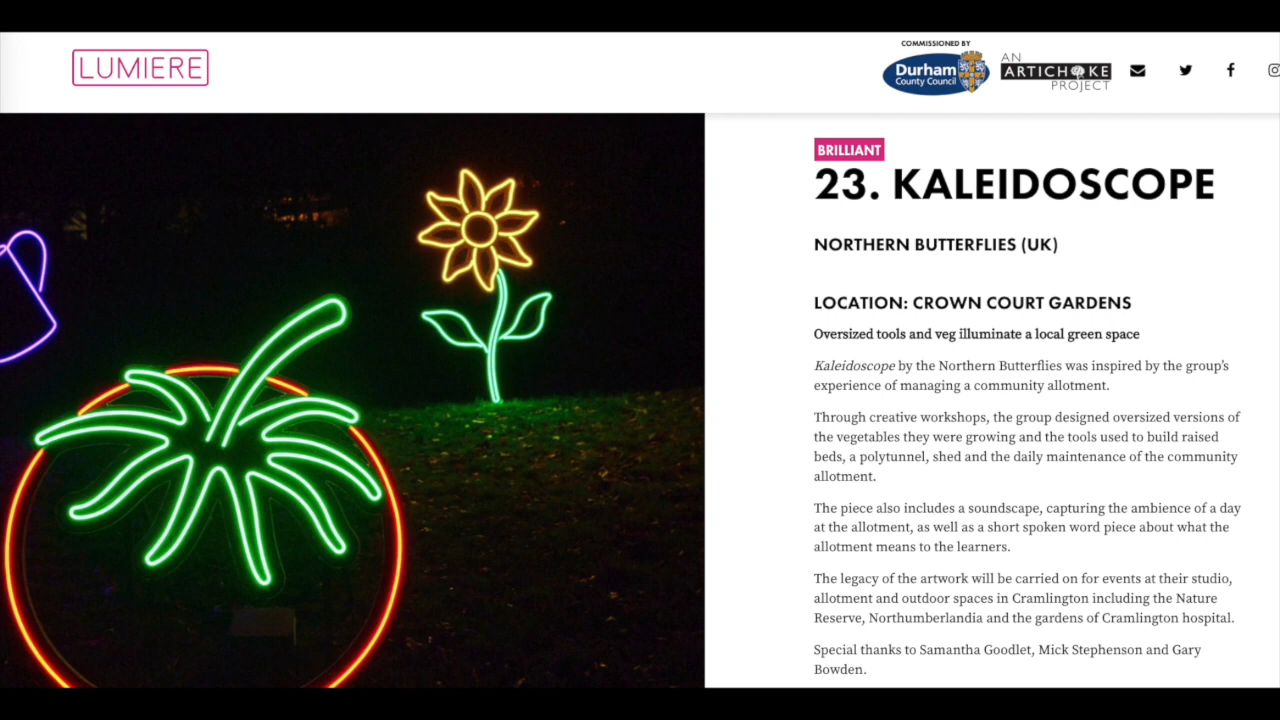 LUMIERE
COMMISSIONED BY
Durham
County Council
AN
ARTICHOKE
PROJECT
BRILLIANT
23. KALEIDOSCOPE
NORTHERN BUTTERFLIES (UK)
LOCATION: CROWN COURT GARDENS
Oversized tools and veg illuminate a local green space
Kaleidoscope by the Northern Butterflies was inspired by the group’s
experience of managing a community allotment.
Through creative workshops, the group designed oversized versions of
the vegetables they were growing and the tools used to build raised
beds, a polytunnel, shed and the daily maintenance of the community
allotment.
The piece also includes a soundscape, capturing the ambience of a day
at the allotment, as well as a short spoken word piece about what the
allotment means to the learners.
The legacy of the artwork will be carried on for events at their studio,
allotment and outdoor spaces in Cramlington including the Nature
Reserve, Northumberlandia and the gardens of Cramlington hospital.
Special thanks to Samantha Goodlet, Mick Stephenson and Gary
Bowden.